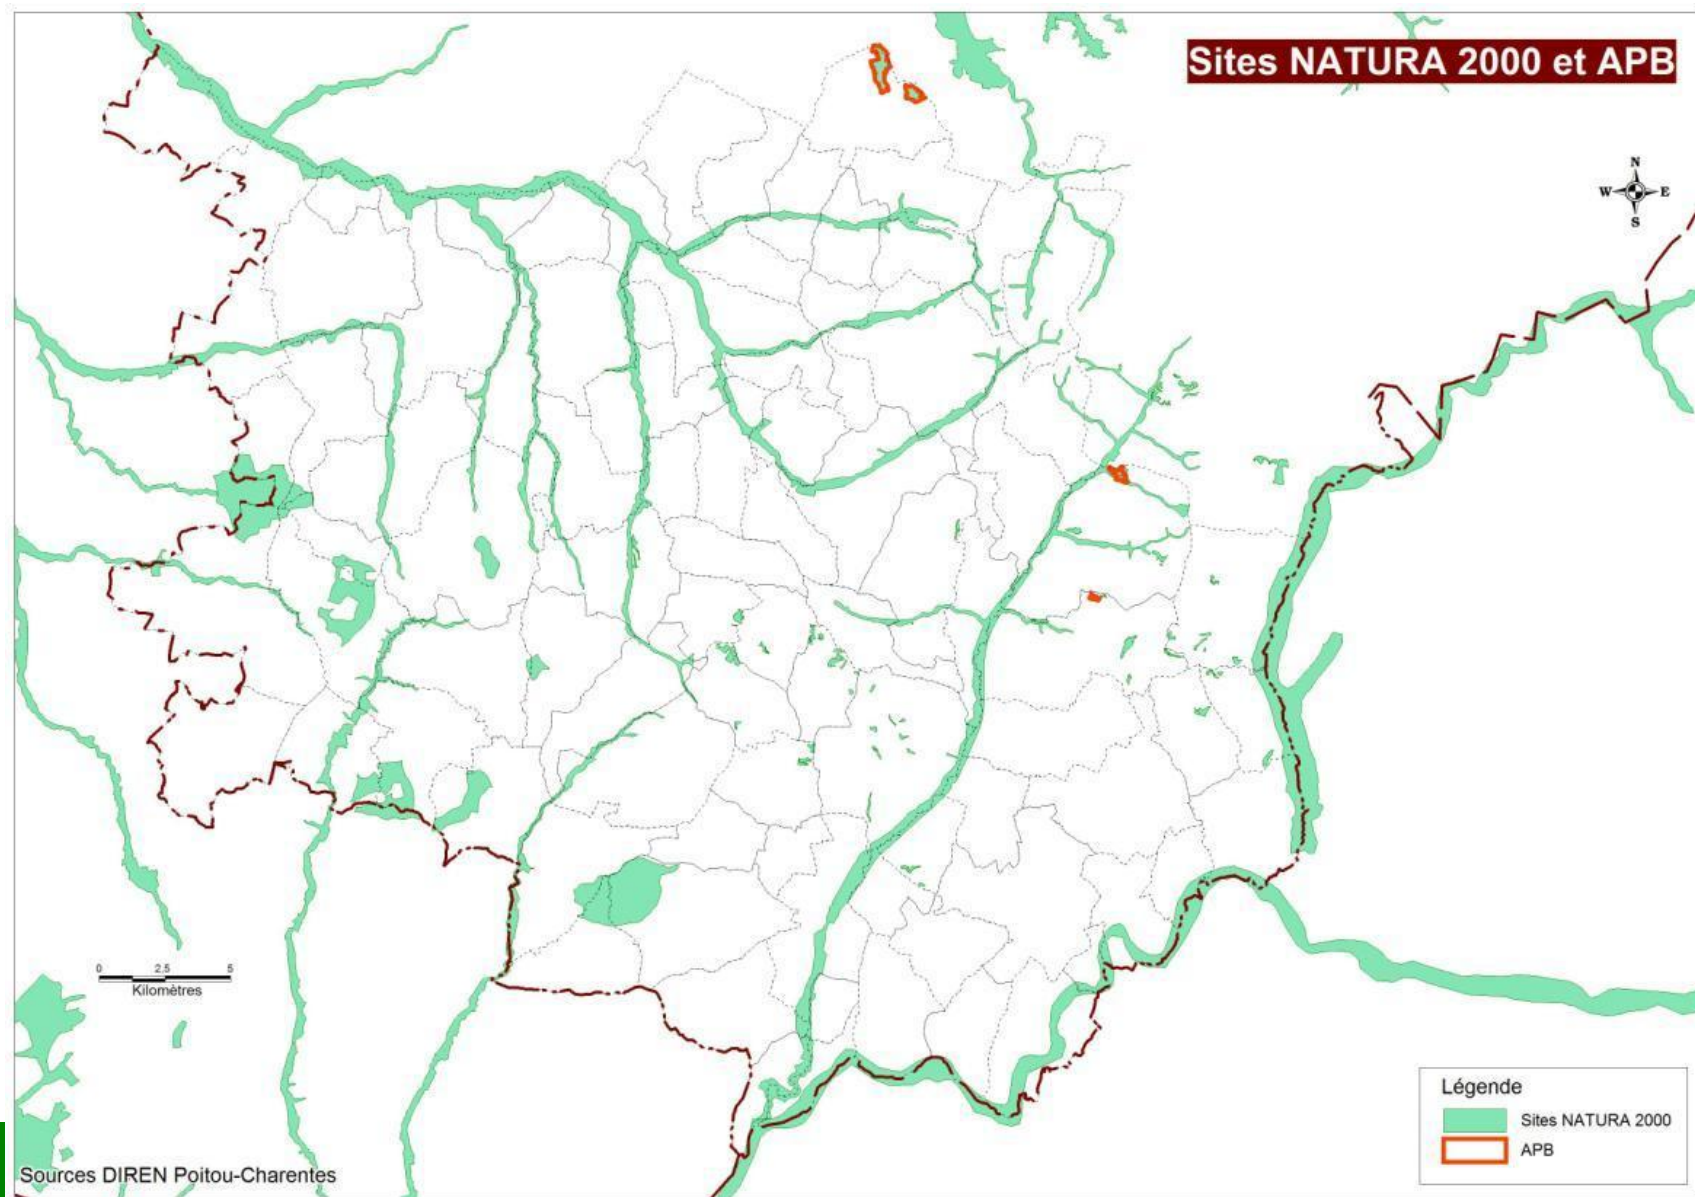 Sites NATURA 2000 et APB
N
W E
S
0 2,5 5
Kilomètres
Légende
Sites NATURA 2000
APB
Sources DIREN Poitou-Charentes